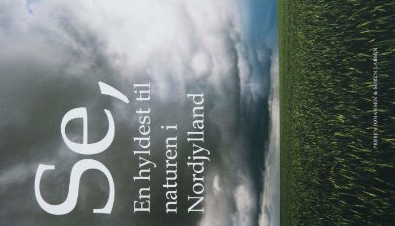 Se,
En hyldest til
naturen i
Nordjylland